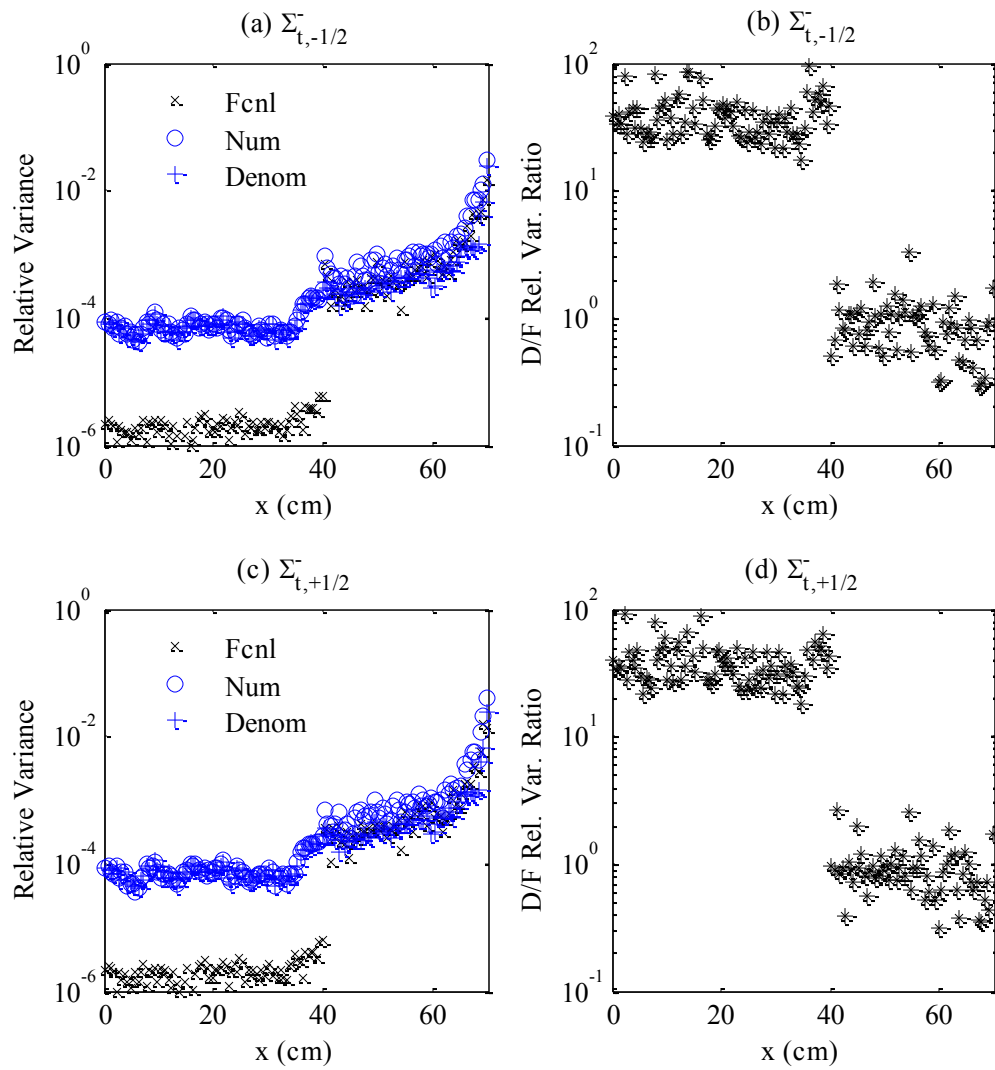 (a) Σ⁻t,-1/2
10⁰
10⁻²
10⁻⁴
10⁻⁶
Relative Variance
Fcnl
Num
Denom
0 20 40 60
x (cm)
(b) Σ⁻t,-1/2
10²
10¹
10⁰
10⁻¹
D/F Rel. Var. Ratio
0 20 40 60
x (cm)
(c) Σ⁻t,+1/2
10⁰
10⁻²
10⁻⁴
10⁻⁶
Relative Variance
Fcnl
Num
Denom
0 20 40 60
x (cm)
(d) Σ⁻t,+1/2
10²
10¹
10⁰
10⁻¹
D/F Rel. Var. Ratio
0 20 40 60
x (cm)